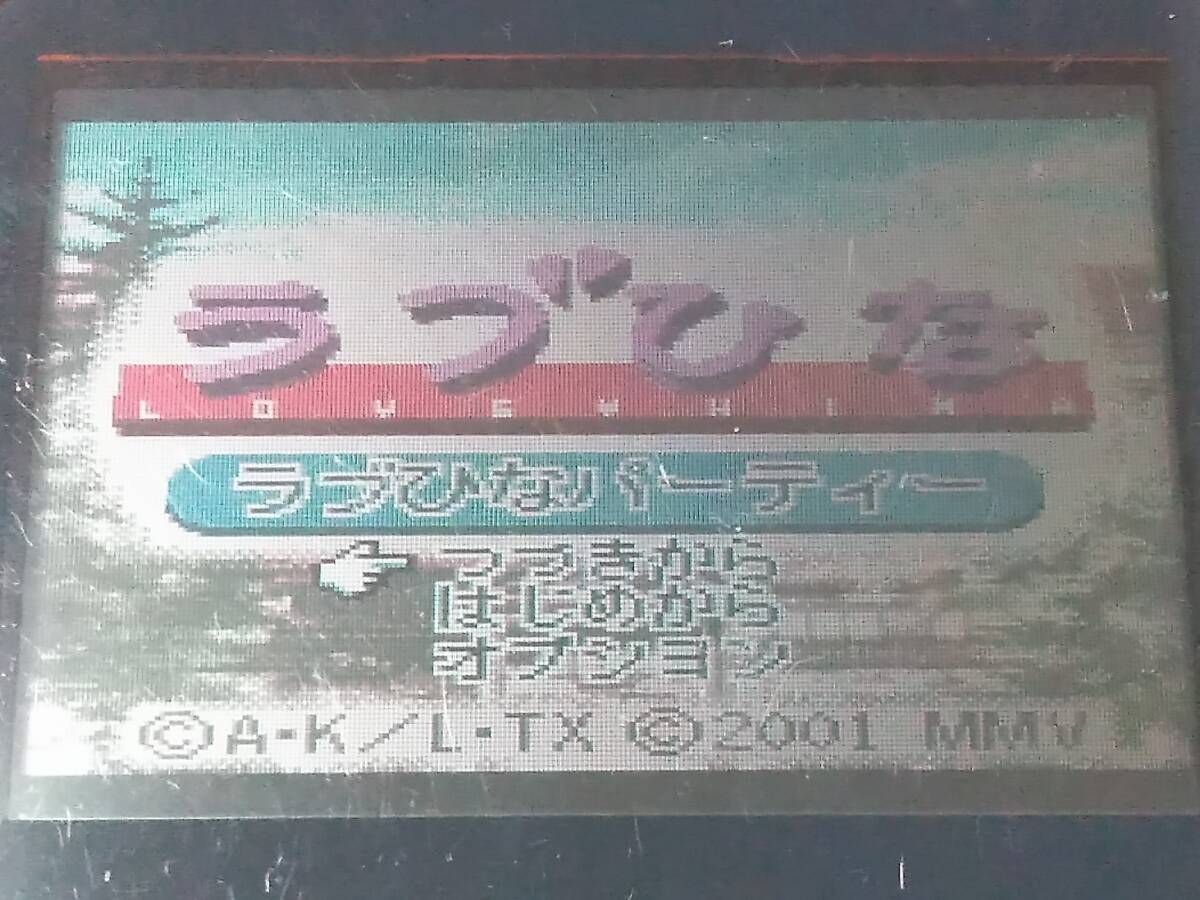 ラブひな
LOVE♥HINA
ラブひなパーティー
つづきから
はじめから
オプション
©A・K/L・TX ©2001 MMV